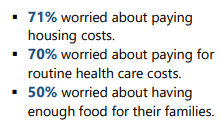 ▪ 71% worried about paying
housing costs.
▪ 70% worried about paying for
routine health care costs.
▪ 50% worried about having
enough food for their families.